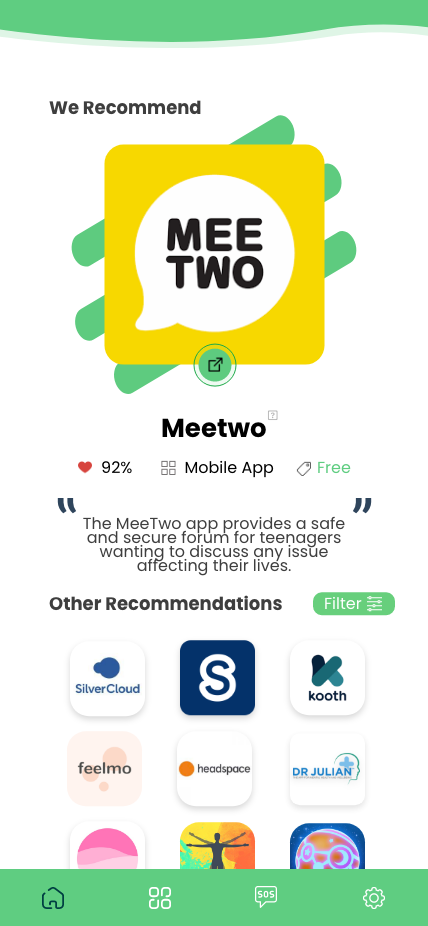 We Recommend
MEE
TWO
Meetwo
?
92%
Mobile App
Free
" The MeeTwo app provides a safe "
and secure forum for teenagers
wanting to discuss any issue
affecting their lives.
Other Recommendations
Filter
SilverCloud
S
kooth
feelmo
headspace
DR JULIAN
SOS